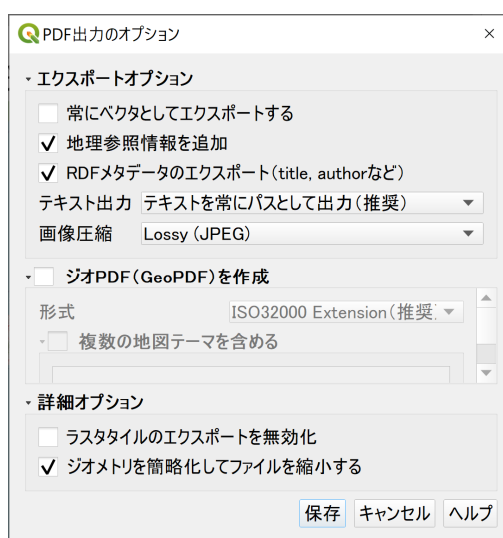 PDF出力のオプション
エクスポートオプション
常にベクタとしてエクスポートする
地理参照情報を追加
RDFメタデータのエクスポート(title, authorなど)
テキスト出力 テキストを常にパスとして出力(推奨)
画像圧縮 Lossy (JPEG)
ジオPDF(GeoPDF)を作成
形式 ISO32000 Extension(推奨
複数の地図テーマを含める
詳細オプション
ラスタタイルのエクスポートを無効化
ジオメトリを簡略化してファイルを縮小する
保存 キャンセル ヘルプ